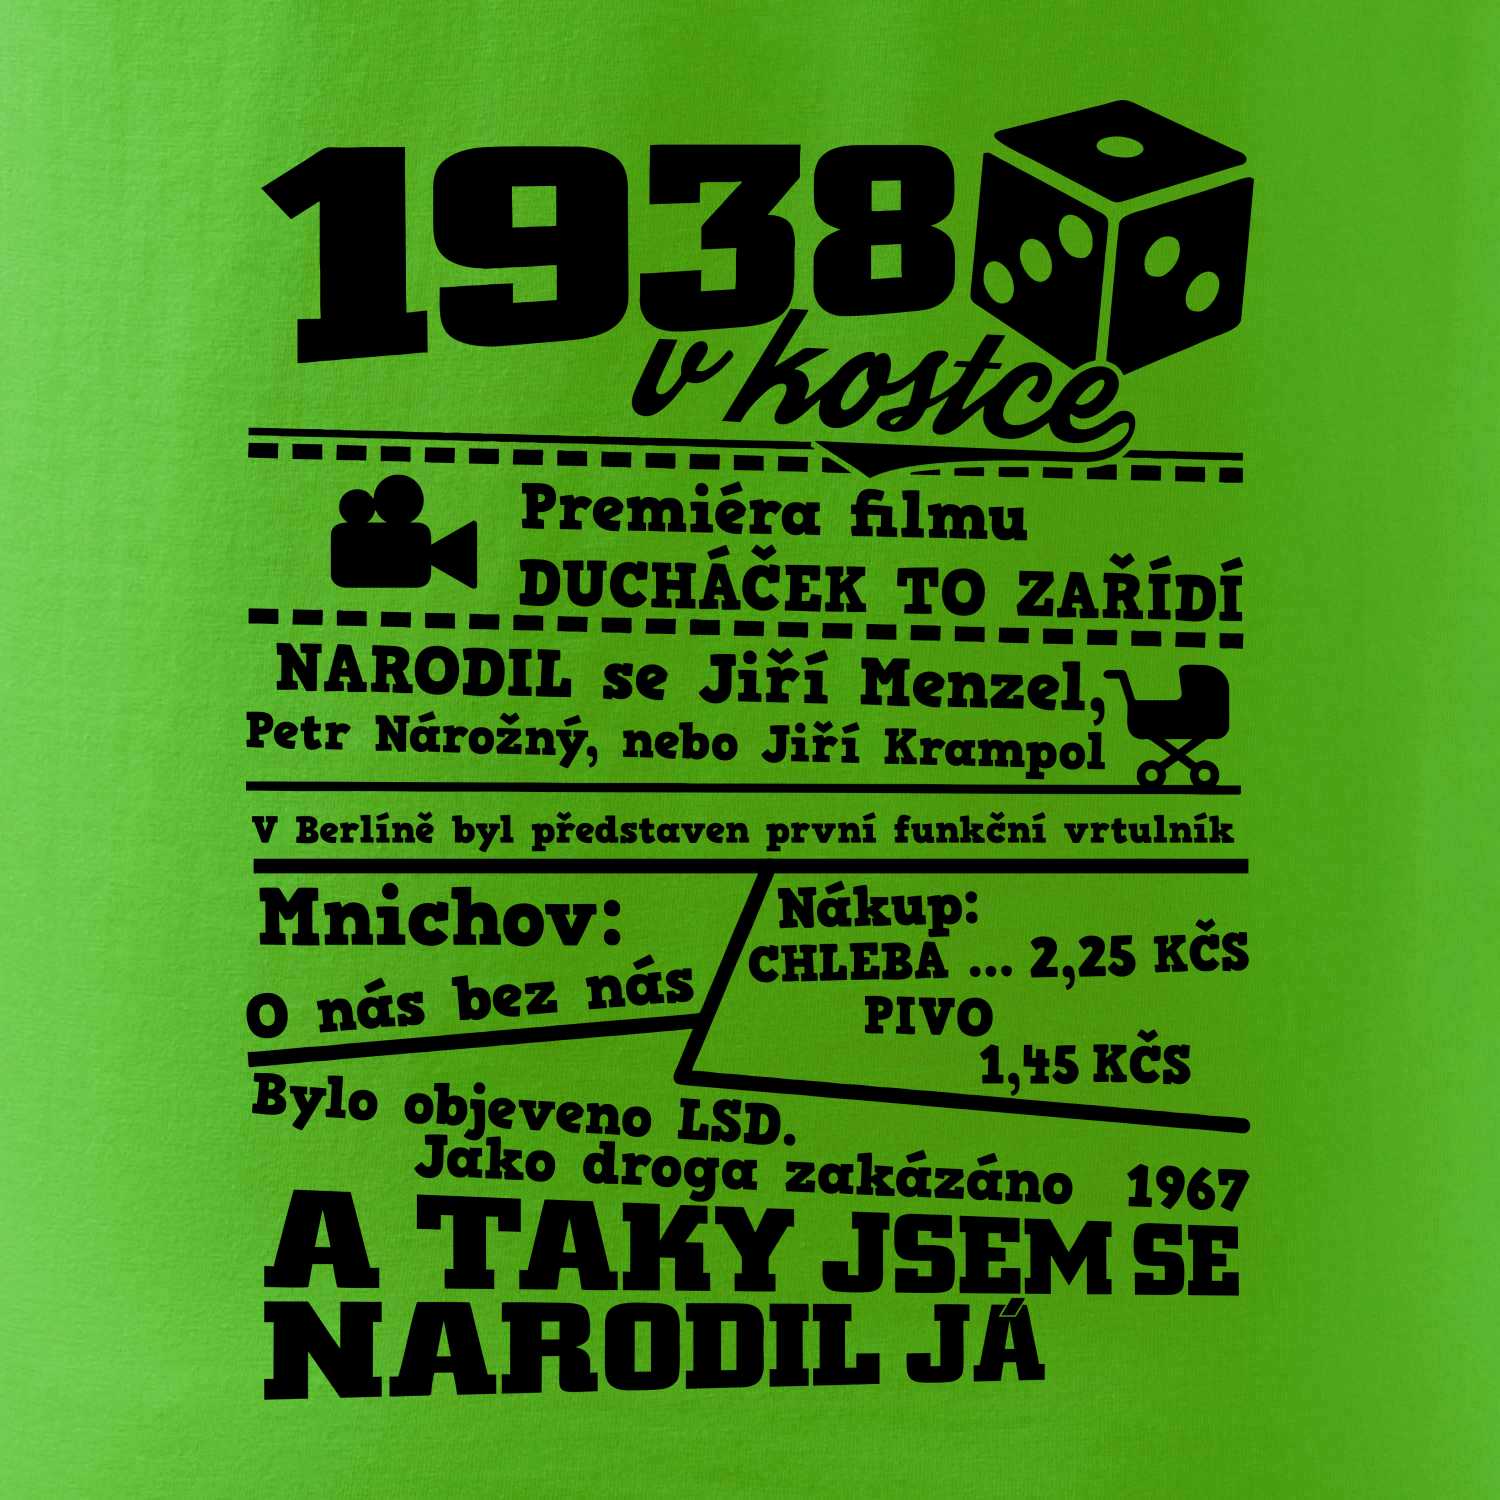 1938
v kostce
Premiéra filmu
DUCHÁČEK TO ZAŘÍDÍ
NARODIL se Jiří Menzel,
Petr Nárožný, nebo Jiří Krampol
V Berlíně byl představen první funkční vrtulník
Mnichov:
O nás bez nás
Nákup:
CHLEBA ... 2,25 KČS
PIVO
1,45 KČS
Bylo objeveno LSD.
Jako droga zakázáno 1967
A TAKY JSEM SE
NARODIL JÁ